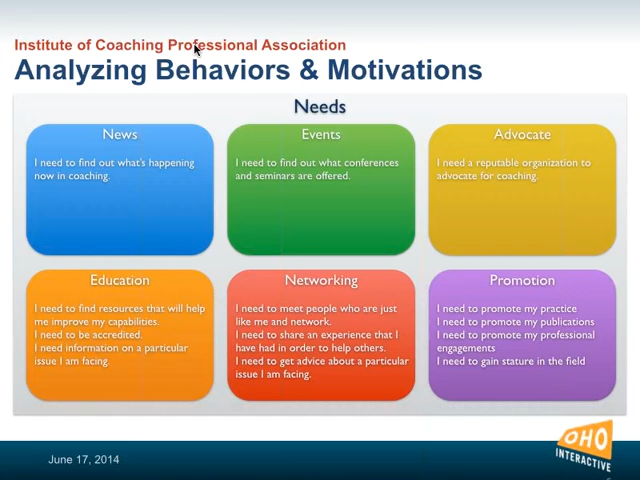 Institute of Coaching Professional Association
Analyzing Behaviors & Motivations
Needs
News
I need to find out what's happening
now in coaching.
Events
I need to find out what conferences
and seminars are offered.
Advocate
I need a reputable organization to
advocate for coaching.
Education
I need to find resources that will help
me improve my capabilities.
I need to be accredited.
I need information on a particular
issue I am facing.
Networking
I need to meet people who are just
like me and network.
I need to share an experience that I
have had in order to help others.
I need to get advice about a particular
issue I am facing.
Promotion
I need to promote my practice
I need to promote my publications
I need to promote my professional
engagements
I need to gain stature in the field
June 17, 2014
OHO
INTERACTIVE